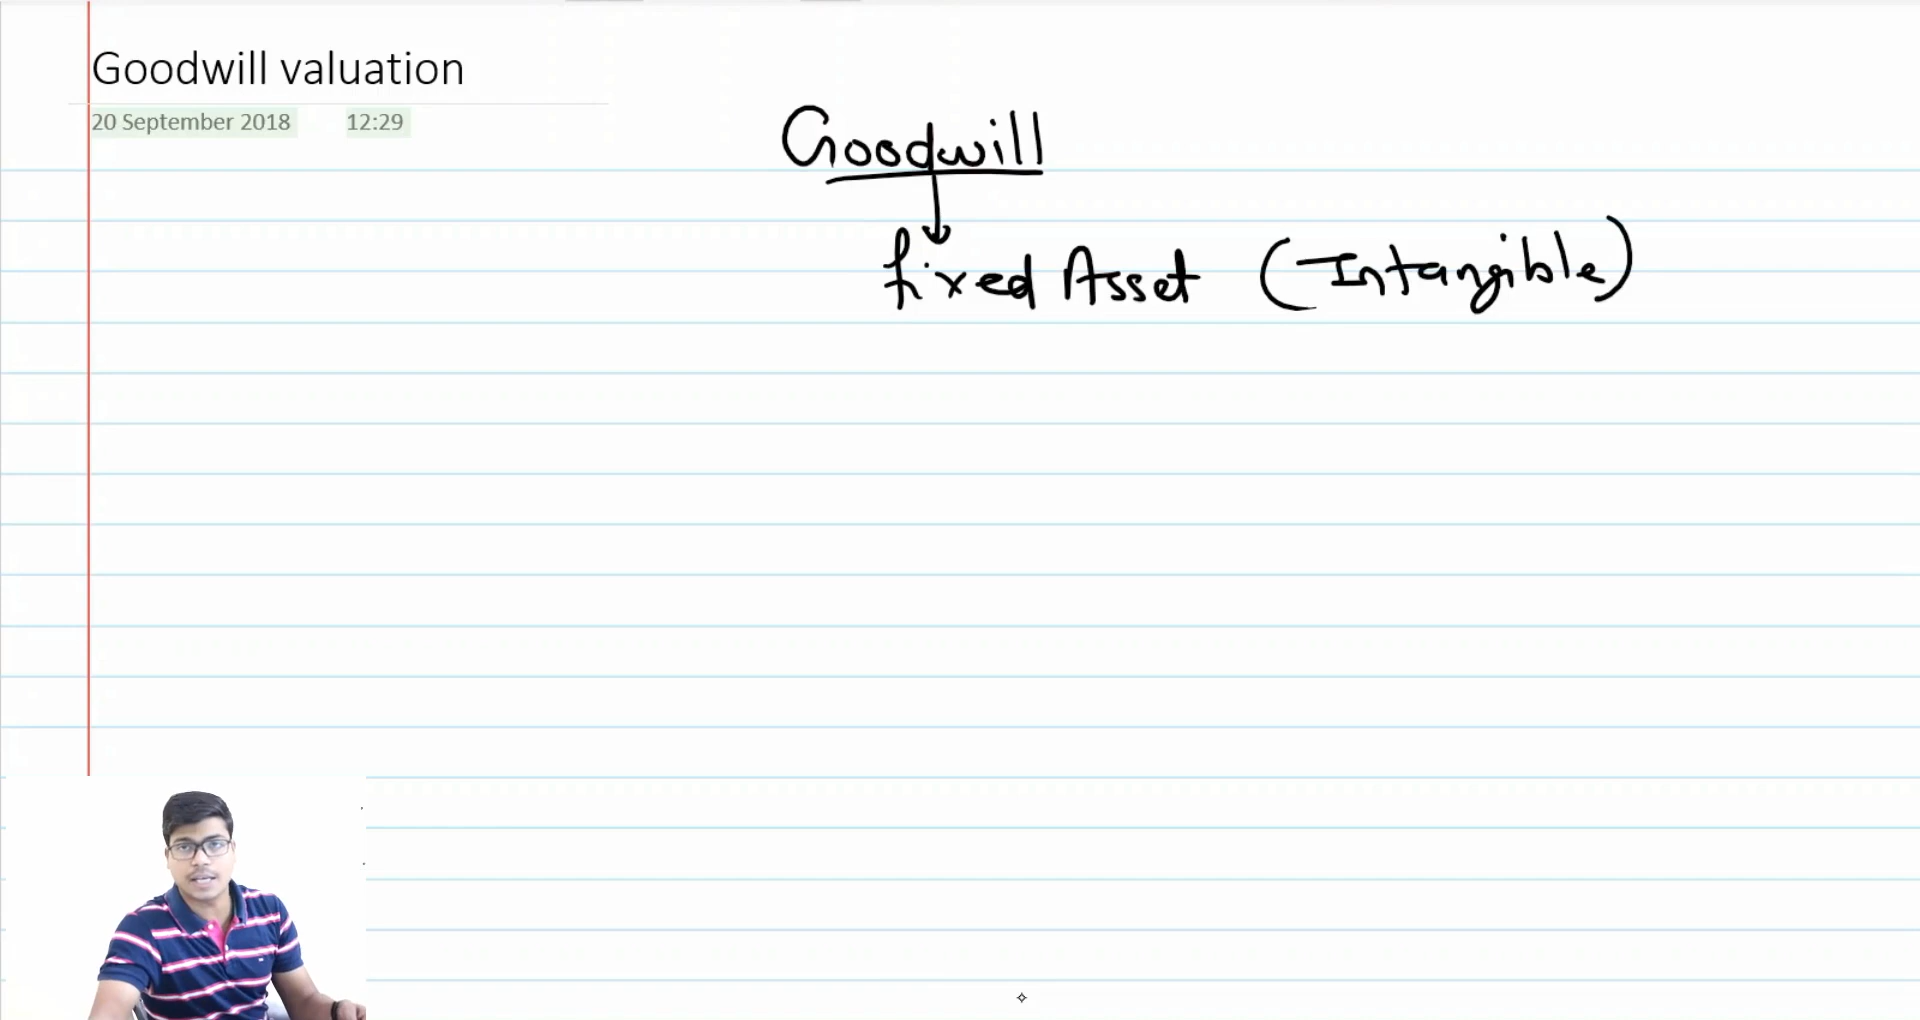 Goodwill valuation
20 September 2018 12:29
Goodwill
fixed Asset (Intangible)